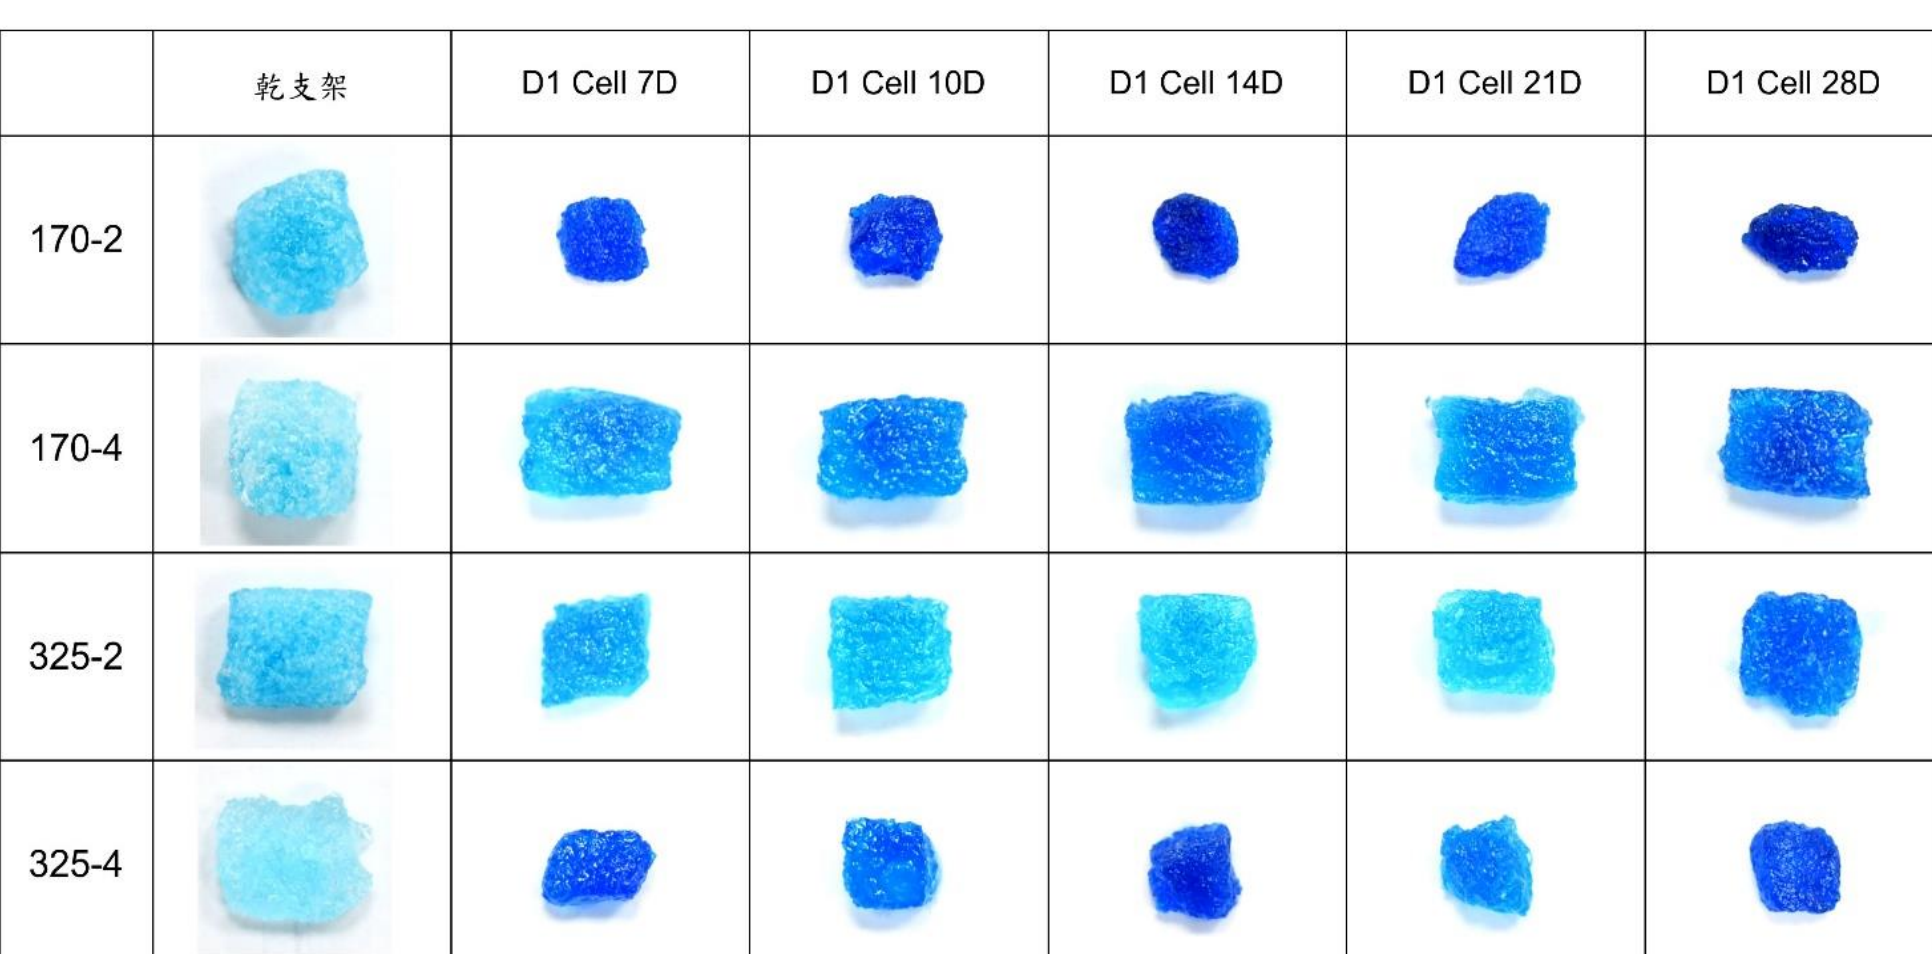 乾支架
D1 Cell 7D
D1 Cell 10D
D1 Cell 14D
D1 Cell 21D
D1 Cell 28D
170-2
170-4
325-2
325-4